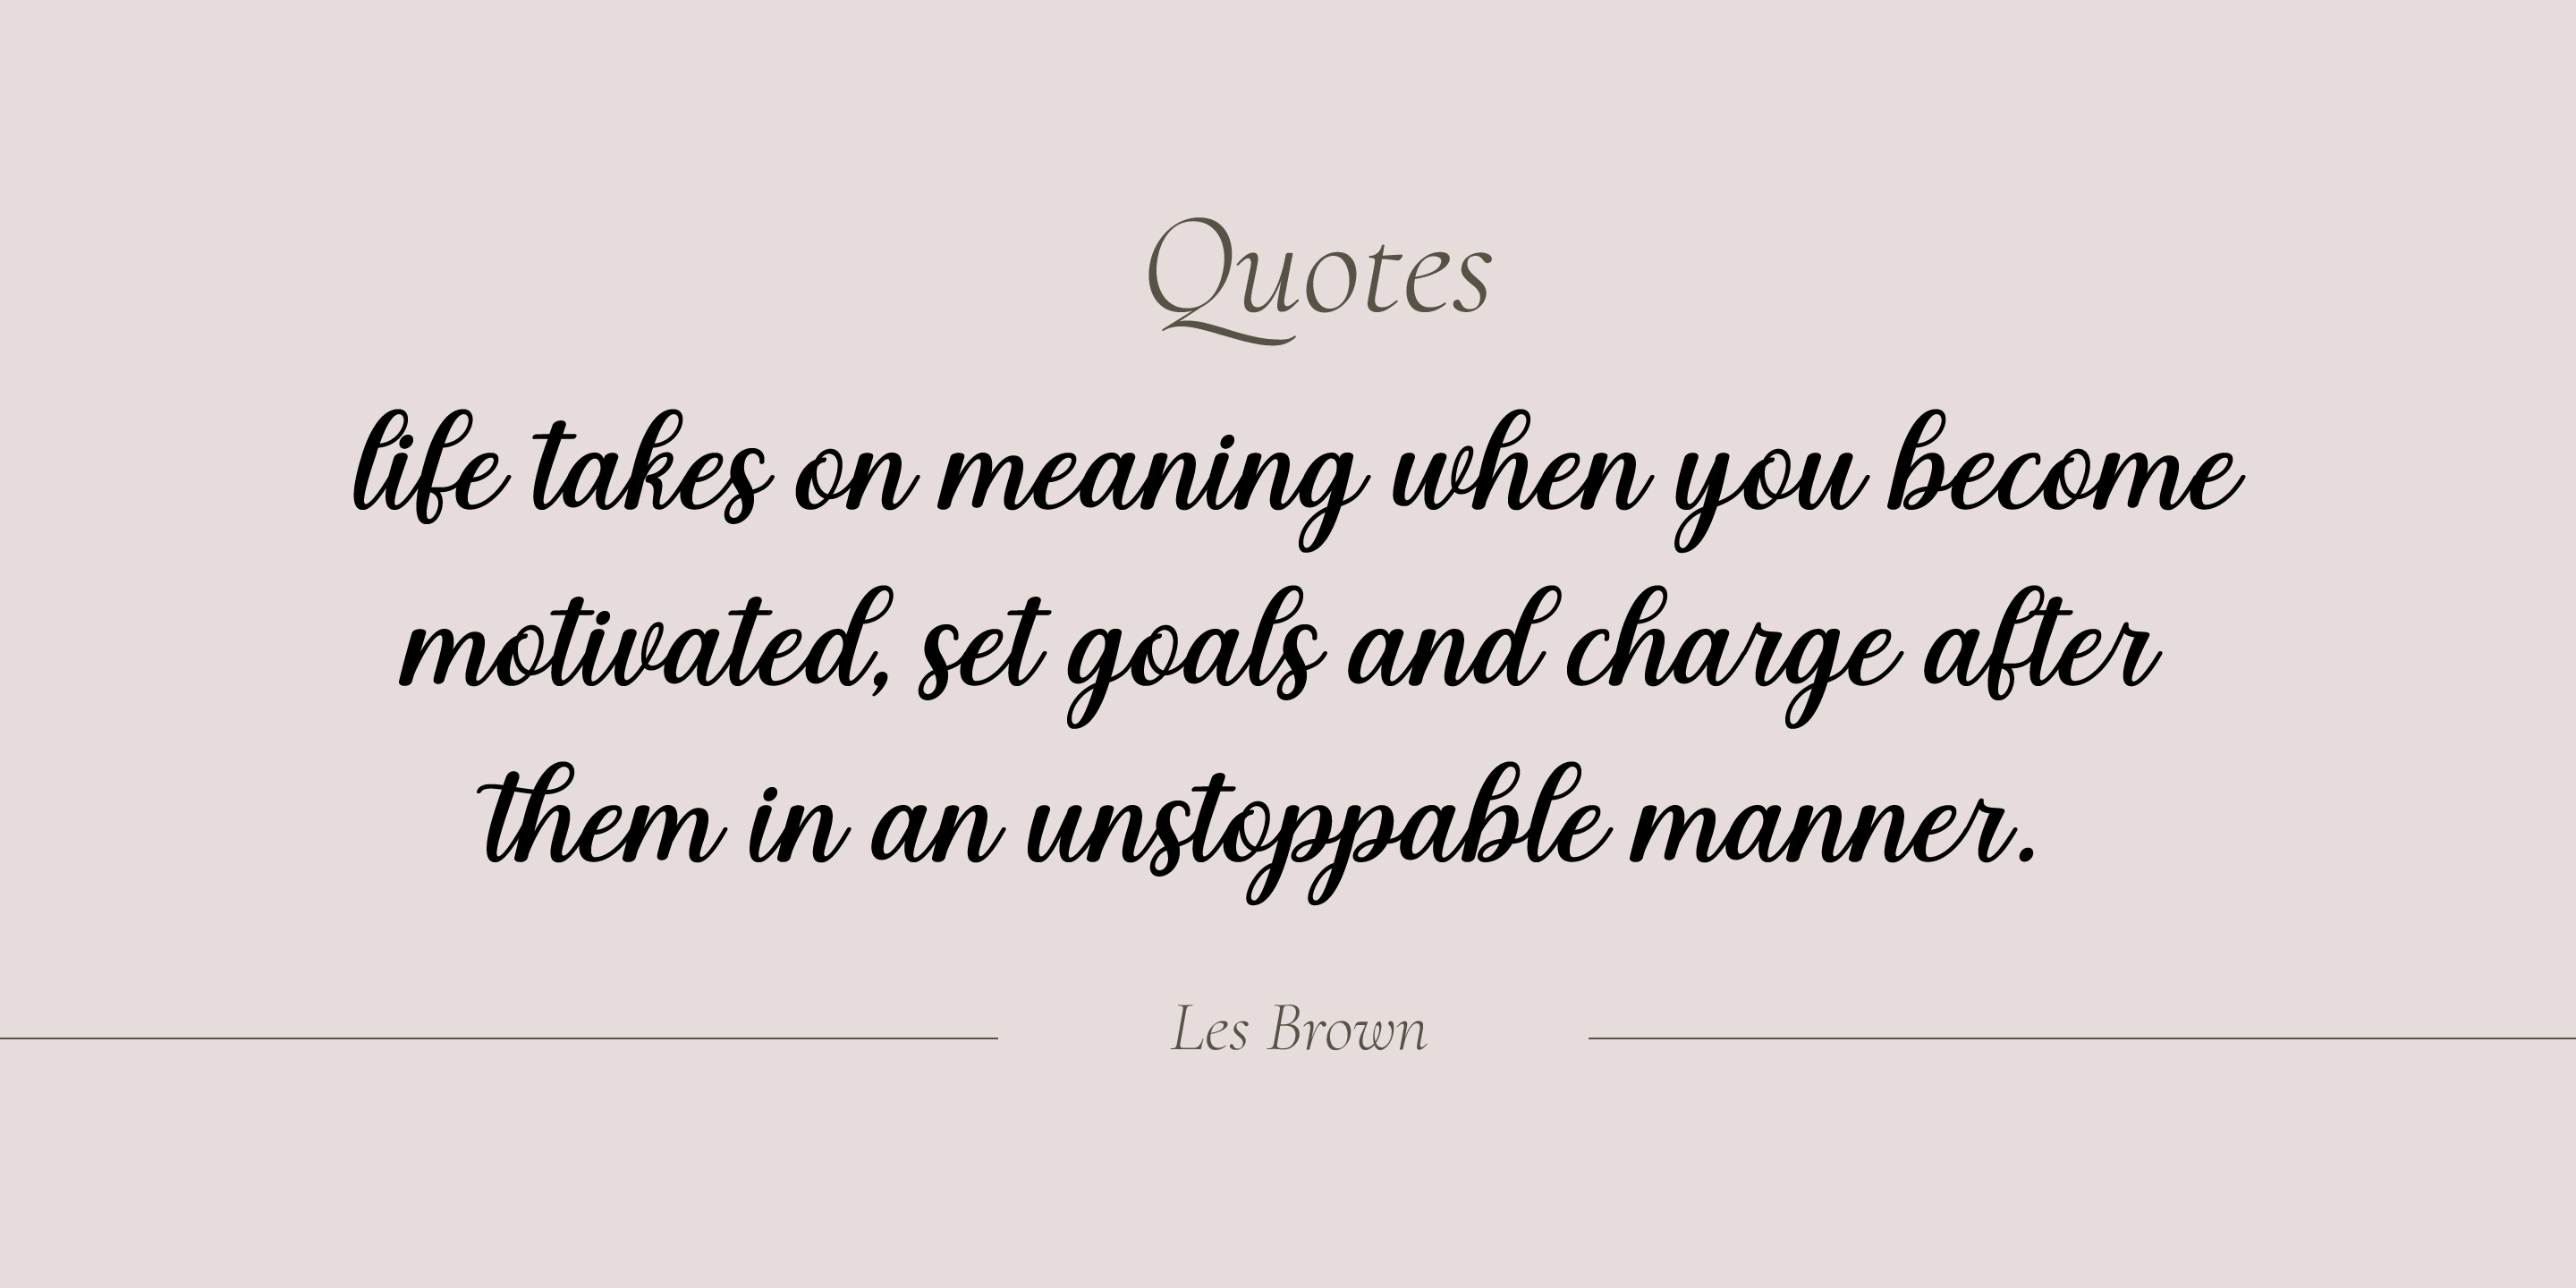 Quotes
life takes on meaning when you become
motivated, set goals and charge after
them in an unstoppable manner.
Les Brown